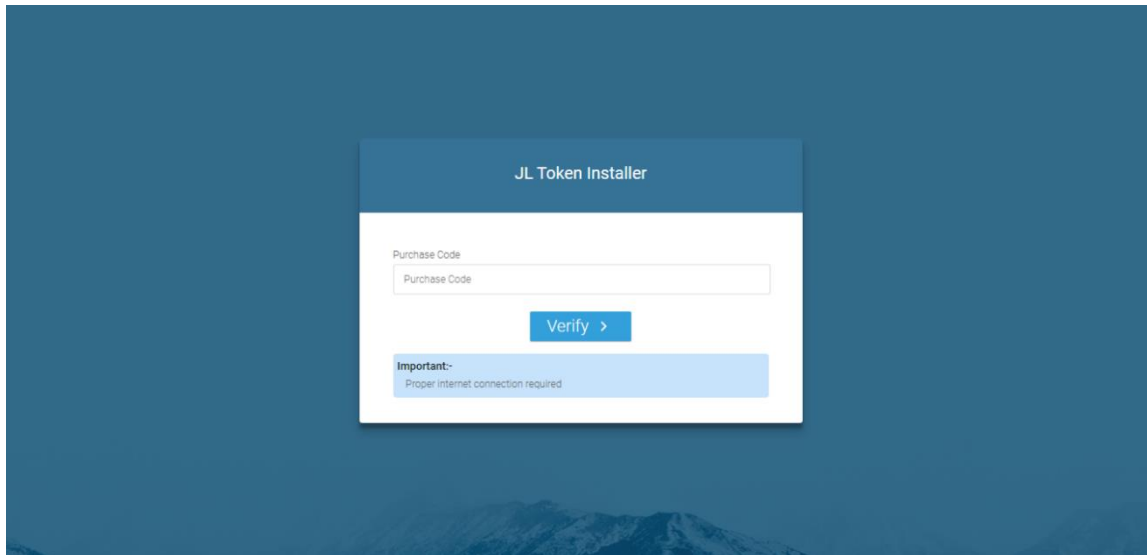 JL Token Installer
Purchase Code
Purchase Code
Verify
Important:-
Proper internet connection required